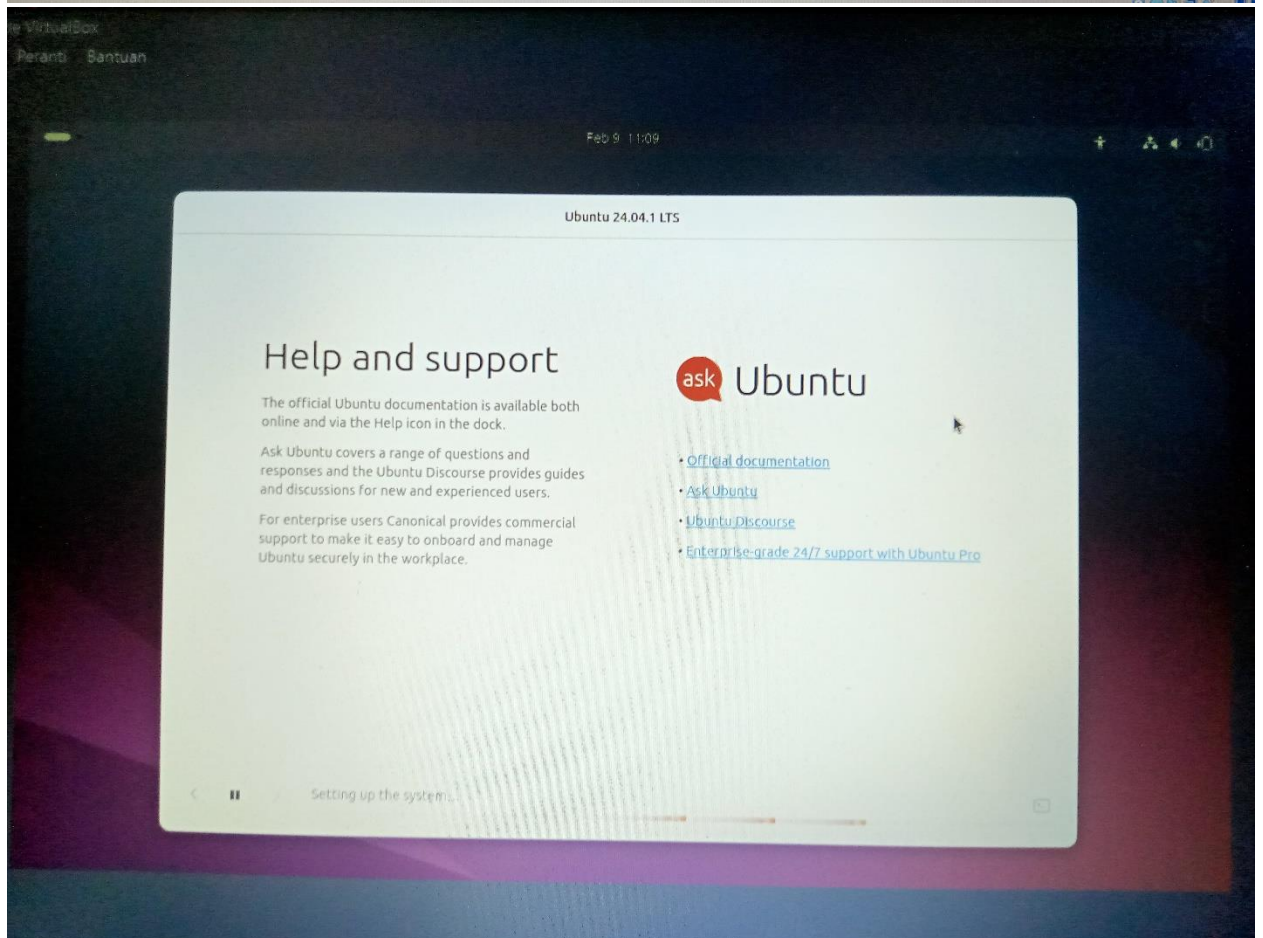 VirtualBox
Peranti Bantuan
Feb 9 11:09
Ubuntu 24.04.1 LTS
Help and support
The official Ubuntu documentation is available both
online and via the Help icon in the dock.
Ask Ubuntu covers a range of questions and
responses and the Ubuntu Discourse provides guides
and discussions for new and experienced users.
For enterprise users Canonical provides commercial
support to make it easy to onboard and manage
Ubuntu securely in the workplace.
ask Ubuntu
• Official documentation
• Ask Ubuntu
• Ubuntu Discourse
• Enterprise-grade 24/7 support with Ubuntu Pro
Setting up the system...